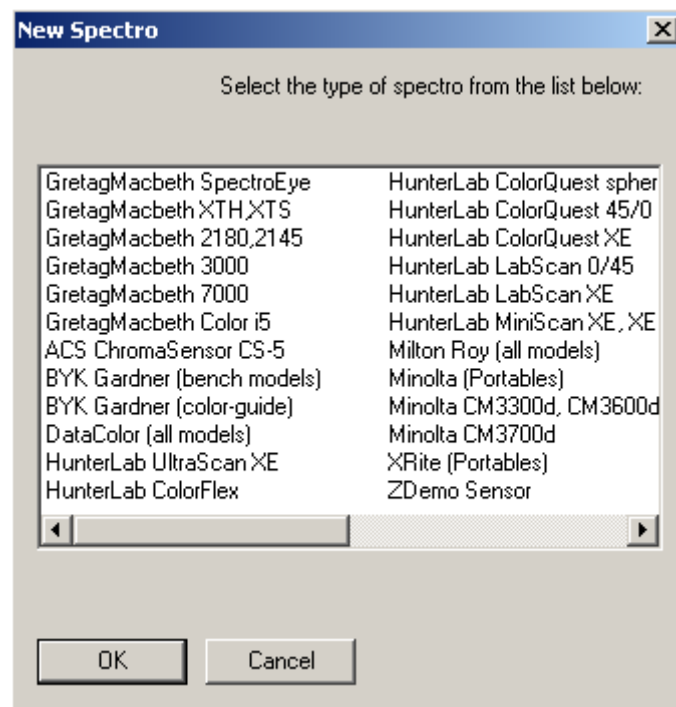 New Spectro
Select the type of spectro from the list below:
GretagMacbeth SpectroEye
GretagMacbeth XTH,XTS
GretagMacbeth 2180,2145
GretagMacbeth 3000
GretagMacbeth 7000
GretagMacbeth Color i5
ACS ChromaSensor CS-5
BYK Gardner (bench models)
BYK Gardner (color-guide)
DataColor (all models)
HunterLab UltraScan XE
HunterLab ColorFlex
HunterLab ColorQuest spher
HunterLab ColorQuest 45/0
HunterLab ColorQuest XE
HunterLab LabScan 0/45
HunterLab LabScan XE
HunterLab MiniScan XE, XE
Milton Roy (all models)
Minolta (Portables)
Minolta CM3300d, CM3600d
Minolta CM3700d
XRite (Portables)
ZDemo Sensor
OK
Cancel